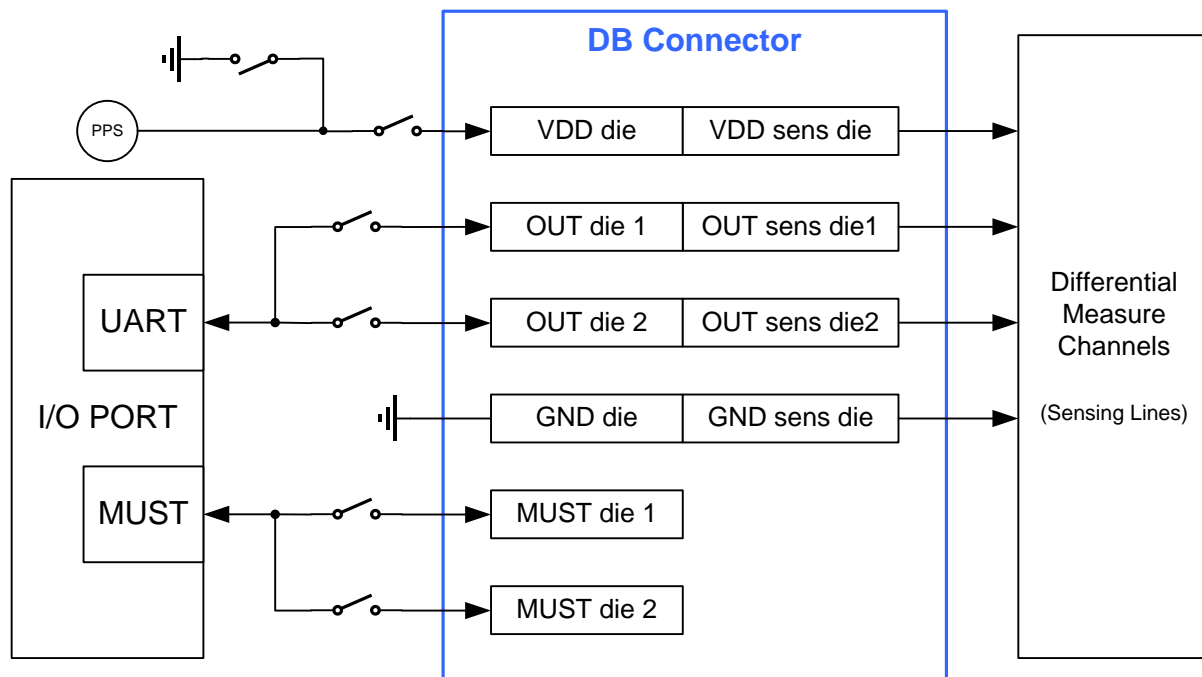 DB Connector
PPS
VDD die
VDD sens die
OUT die 1
OUT sens die1
UART
OUT die 2
OUT sens die2
I/O PORT
GND die
GND sens die
MUST
MUST die 1
MUST die 2
Differential
Measure
Channels
(Sensing Lines)